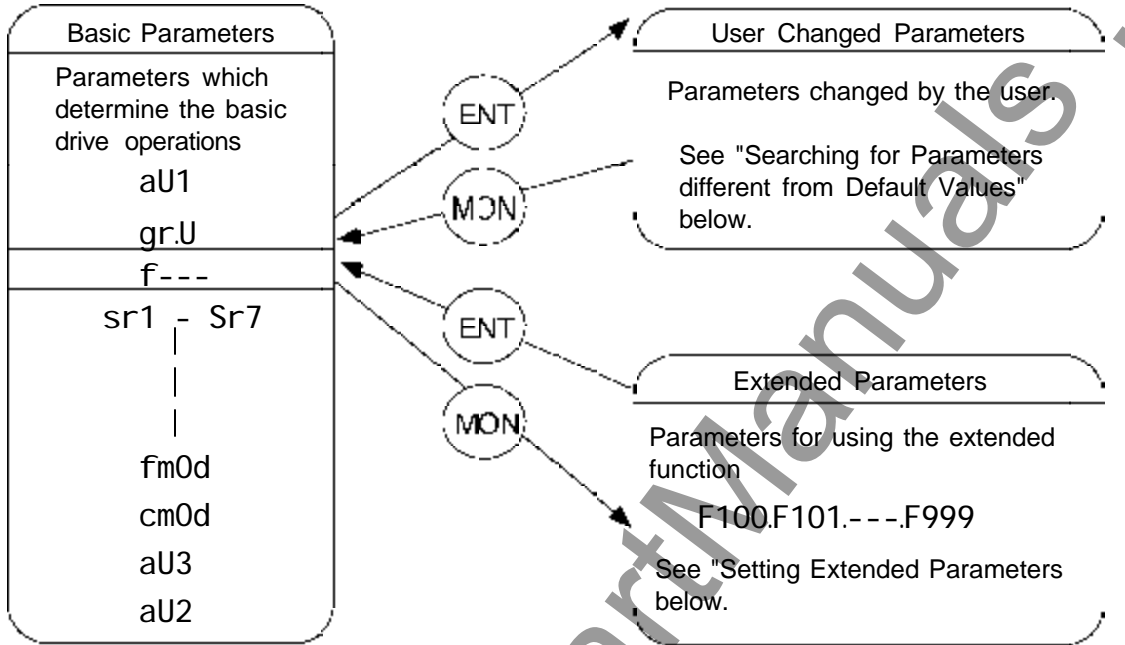 Basic Parameters
Parameters which
determine the basic
drive operations
aU1
gr.U
f---
sr1 - Sr7
fm0d
cm0d
aU3
aU2
ENT
MON
ENT
MON
User Changed Parameters
Parameters changed by the user.
See "Searching for Parameters
different from Default Values"
below.
Extended Parameters
Parameters for using the extended
function
F100.F101.---.F999
See "Setting Extended Parameters
below.
artManuals